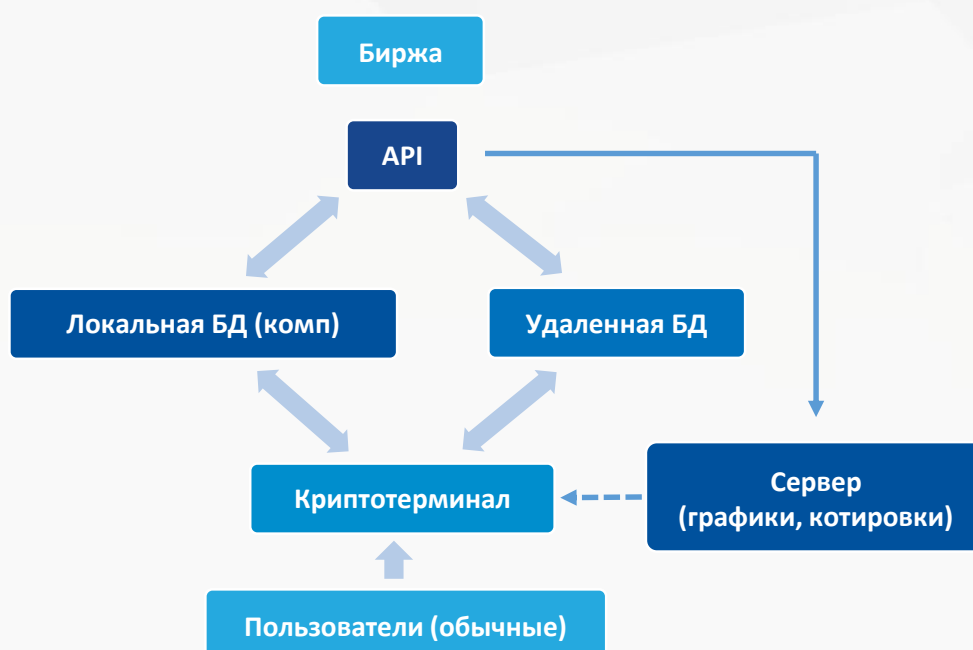 Биржа
API
Локальная БД (комп)
Удаленная БД
Криптотерминал
Сервер
(графики, котировки)
Пользователи (обычные)